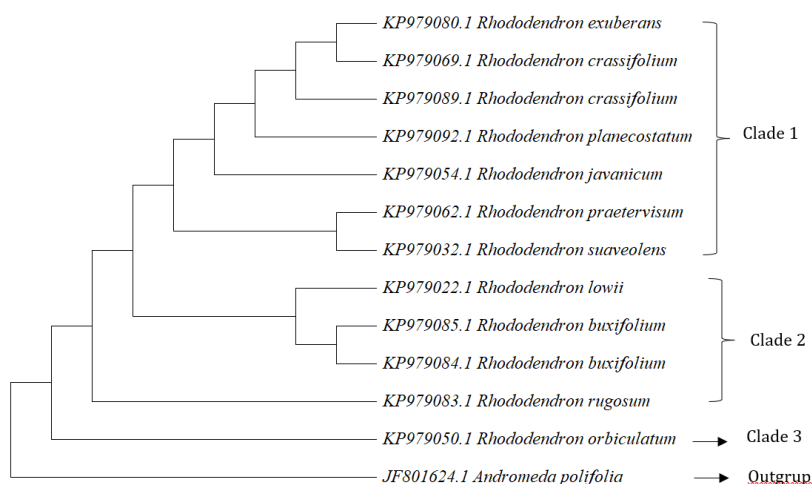 KP979080.1 Rhododendron exuberans
KP979069.1 Rhododendron crassifolium
KP979089.1 Rhododendron crassifolium
Clade 1
KP979092.1 Rhododendron planecostatum
KP979054.1 Rhododendron javanicum
KP979062.1 Rhododendron praetervisum
KP979032.1 Rhododendron suaveolens
KP979022.1 Rhododendron lowii
KP979085.1 Rhododendron buxifolium
Clade 2
KP979084.1 Rhododendron buxifolium
KP979083.1 Rhododendron rugosum
KP979050.1 Rhododendron orbiculatum
Clade 3
JF801624.1 Andromeda polifolia
Outgrup